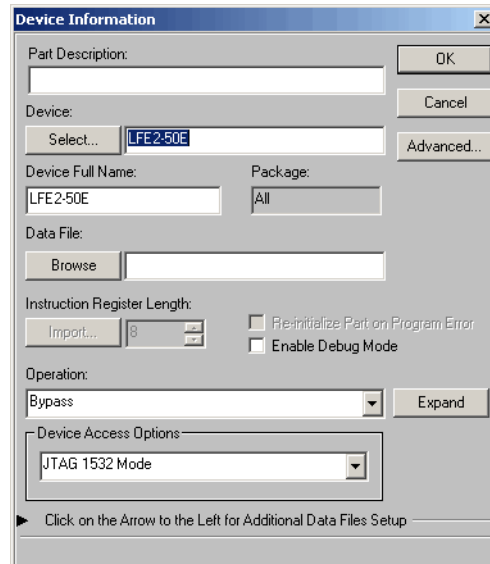 Device Information
Part Description:
OK
Device:
Cancel
Select...
LFE2-50E
Advanced...
Device Full Name:
Package:
LFE2-50E
All
Data File:
Browse
Instruction Register Length:
Import...
8
Re-initialize Part on Program Error
Enable Debug Mode
Operation:
Bypass
Expand
Device Access Options
JTAG 1532 Mode
Click on the Arrow to the Left for Additional Data Files Setup